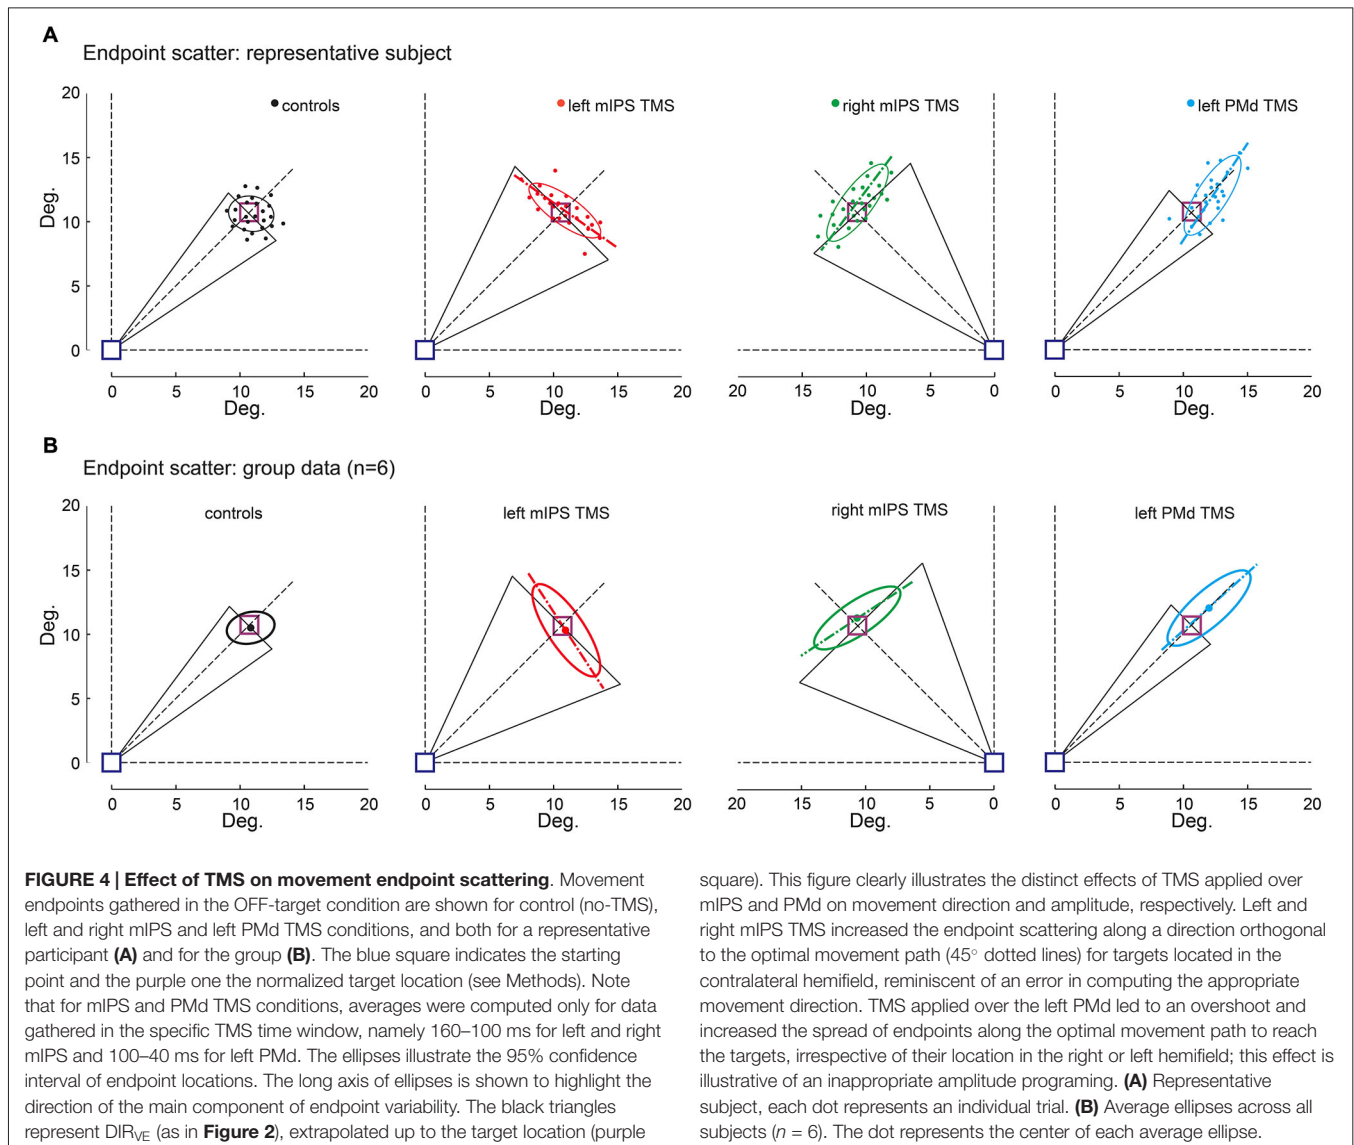 A
Endpoint scatter: representative subject
controls
left mIPS TMS
right mIPS TMS
left PMd TMS
20
15
10
5
0
Deg.
0 5 10 15 20
Deg.
0 5 10 15 20
Deg.
20 15 10 5 0
Deg.
0 5 10 15 20
Deg.
B
Endpoint scatter: group data (n=6)
controls
left mIPS TMS
right mIPS TMS
left PMd TMS
20
15
10
5
0
Deg.
0 5 10 15 20
Deg.
0 5 10 15 20
Deg.
20 15 10 5 0
Deg.
0 5 10 15 20
Deg.
FIGURE 4 | Effect of TMS on movement endpoint scattering. Movement
endpoints gathered in the OFF-target condition are shown for control (no-TMS),
left and right mIPS and left PMd TMS conditions, and both for a representative
participant (A) and for the group (B). The blue square indicates the starting
point and the purple one the normalized target location (see Methods). Note
that for mIPS and PMd TMS conditions, averages were computed only for data
gathered in the specific TMS time window, namely 160–100 ms for left and right
mIPS and 100–40 ms for left PMd. The ellipses illustrate the 95% confidence
interval of endpoint locations. The long axis of ellipses is shown to highlight the
direction of the main component of endpoint variability. The black triangles
represent DIRVE (as in Figure 2), extrapolated up to the target location (purple
square). This figure clearly illustrates the distinct effects of TMS applied over
mIPS and PMd on movement direction and amplitude, respectively. Left and
right mIPS TMS increased the endpoint scattering along a direction orthogonal
to the optimal movement path (45° dotted lines) for targets located in the
contralateral hemifield, reminiscent of an error in computing the appropriate
movement direction. TMS applied over the left PMd led to an overshoot and
increased the spread of endpoints along the optimal movement path to reach
the targets, irrespective of their location in the right or left hemifield; this effect is
illustrative of an inappropriate amplitude programing. (A) Representative
subject, each dot represents an individual trial. (B) Average ellipses across all
subjects (n = 6). The dot represents the center of each average ellipse.